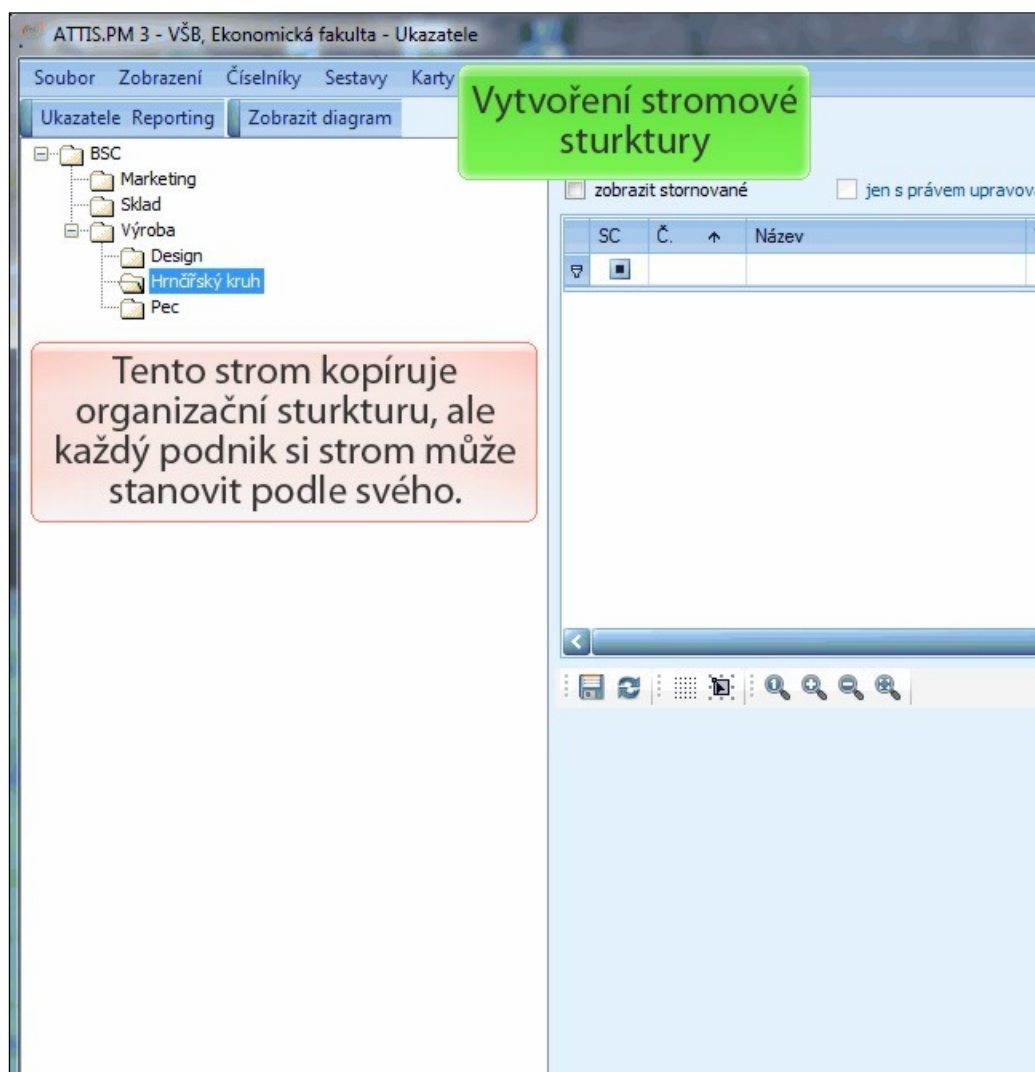 ATTIS.PM 3 - VŠB, Ekonomická fakulta - Ukazatele
Soubor Zobrazení Číselníky Sestavy Karty
Ukazatele Reporting Zobrazit diagram
Vytvoření stromové
sturktury
BSC
Marketing
Sklad
Výroba
Design
Hrnčířský kruh
Pec
zobrazit stornované jen s právem upravova
SC Č. Název
Tento strom kopíruje
organizační sturkturu, ale
každý podnik si strom může
stanovit podle svého.